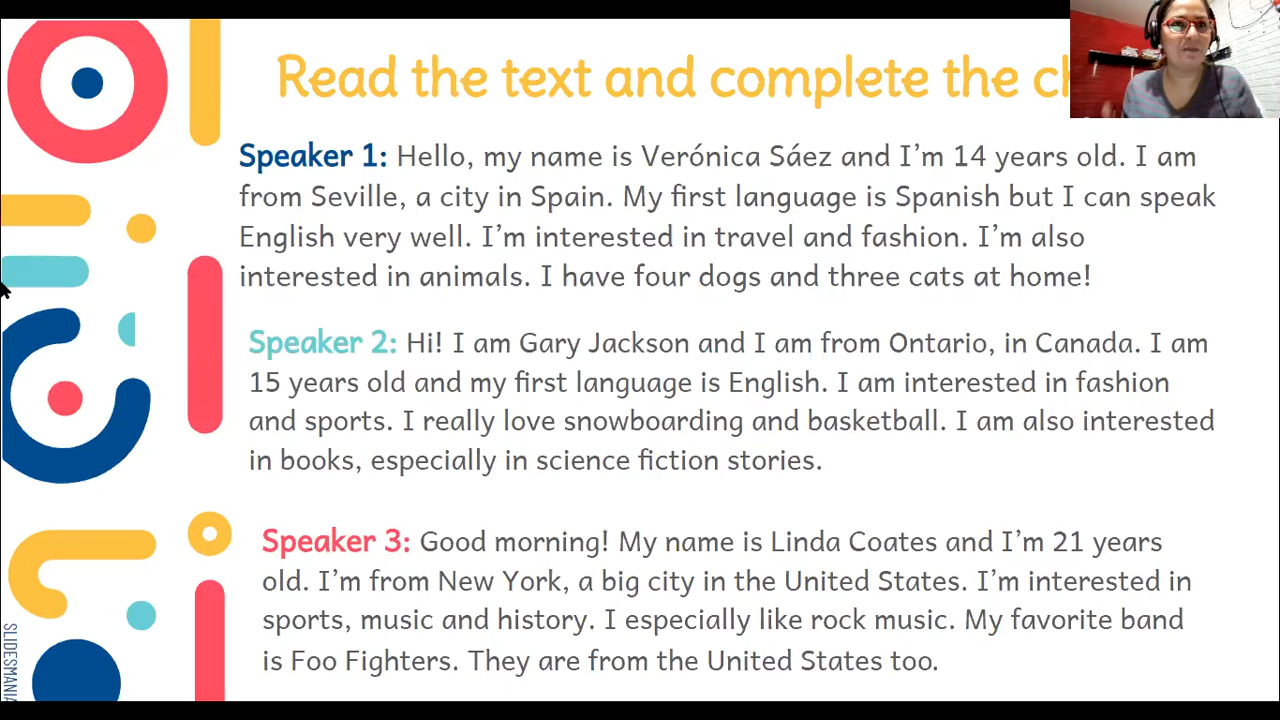 Read the text and complete the
Speaker 1: Hello, my name is Verónica Sáez and I'm 14 years old. I am
from Seville, a city in Spain. My first language is Spanish but I can speak
English very well. I'm interested in travel and fashion. I'm also
interested in animals. I have four dogs and three cats at home!
Speaker 2: Hi! I am Gary Jackson and I am from Ontario, in Canada. I am
15 years old and my first language is English. I am interested in fashion
and sports. I really love snowboarding and basketball. I am also interested
in books, especially in science fiction stories.
Speaker 3: Good morning! My name is Linda Coates and I'm 21 years
old. I'm from New York, a big city in the United States. I'm interested in
sports, music and history. I especially like rock music. My favorite band
is Foo Fighters. They are from the United States too.
SLIDESMANIA